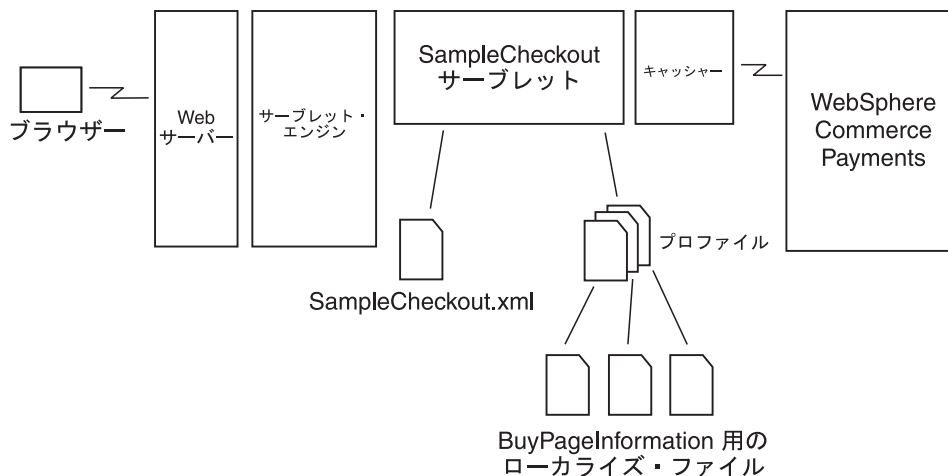 ブラウザー
Web
サーバー
サーブレット・
エンジン
SampleCheckout
サーブレット
キャッシャー
WebSphere
Commerce
Payments
SampleCheckout.xml
プロファイル
BuyPageInformation 用の
ローカライズ・ファイル